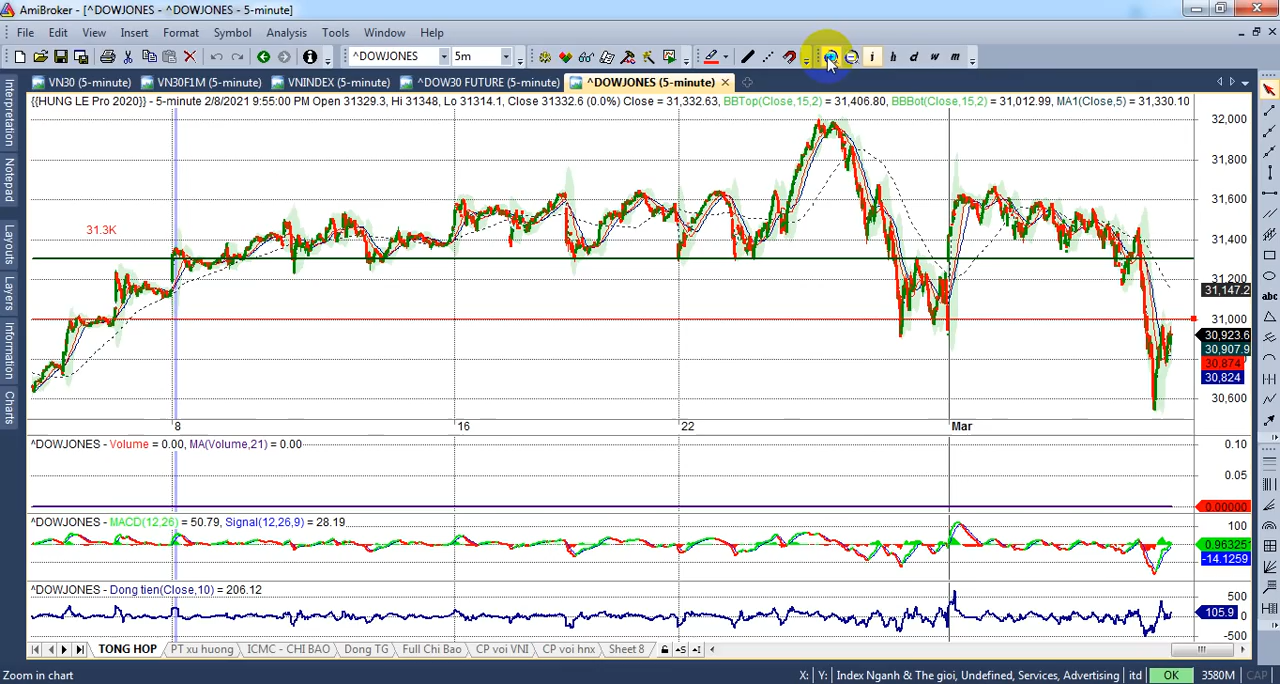 AmiBroker - [^DOWJONES - ^DOWJONES - 5-minute]
File Edit View Insert Format Symbol Analysis Tools Window Help
^DOWJONES 5m i h d w m
VN30 (5-minute) VN30F1M (5-minute) VNINDEX (5-minute) ^DOW30 FUTURE (5-minute) ^DOWJONES (5-minute)
{{HUNG LE Pro 2020}} - 5-minute 2/8/2021 9:55:00 PM Open 31329.3, Hi 31348, Lo 31314.1, Close 31332.6 (0.0%) Close = 31,332.63, BBTop(Close,15,2) = 31,406.80, BBBot(Close,15,2) = 31,012.99, MA1(Close,5) = 31,330.10
Interpretation
Notepad
Layouts
Layers
Information
Charts
32,000
31,800
31,600
31.3K
31,400
31,200
31,147.2
31,000
30,923.6
30,907.9
30,874
30,824
30,600
abc
8 16 22 Mar
^DOWJONES - Volume = 0.00, MA(Volume,21) = 0.00
0.10
0.05
0.00000
^DOWJONES - MACD(12,26) = 50.79, Signal(12,26,9) = 28.19
100
0.96325
-14.1259
^DOWJONES - Dong tien(Close,10) = 206.12
500
105.9
0
-500
TONG HOP PT xu huong ICMC - CHI BAO Dong TG Full Chi Bao CP voi VNI CP voi hnx Sheet 8
Zoom in chart X: Y: Index Nganh & The gioi, Undefined, Services, Advertising itd OK 3580M CAP